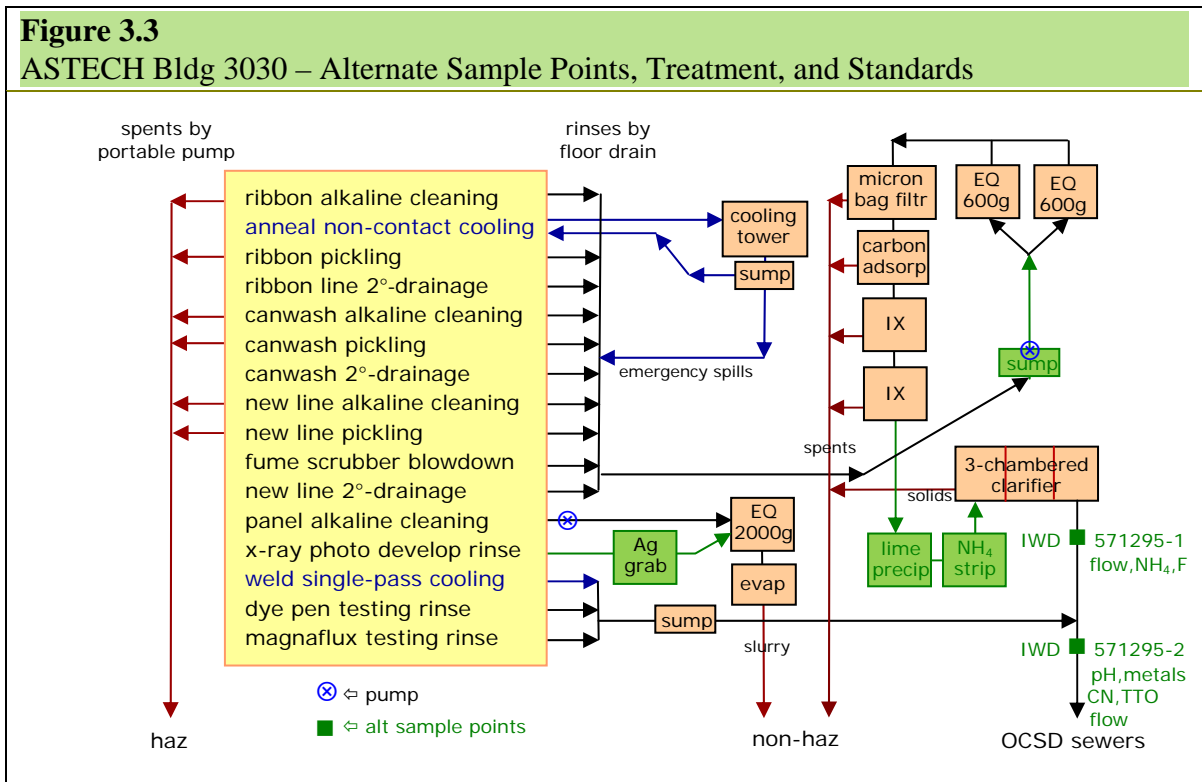 Figure 3.3
ASTECH Bldg 3030 – Alternate Sample Points, Treatment, and Standards
spents by
portable pump
rinses by
floor drain
ribbon alkaline cleaning
anneal non-contact cooling
ribbon pickling
ribbon line 2°-drainage
canwash alkaline cleaning
canwash pickling
canwash 2°-drainage
new line alkaline cleaning
new line pickling
fume scrubber blowdown
new line 2°-drainage
panel alkaline cleaning
x-ray photo develop rinse
weld single-pass cooling
dye pen testing rinse
magnaflux testing rinse
cooling
tower
sump
emergency spills
micron
bag filtr
carbon
adsorp
IX
IX
EQ
600g
EQ
600g
sump
spents
solids
3-chambered
clarifier
lime
precip
NH4
strip
EQ
2000g
Ag
grab
evap
sump
slurry
IWD 571295-1
flow,NH4,F
IWD 571295-2
pH,metals
CN,TTO
flow
⊗ ⇦ pump
■ ⇦ alt sample points
haz
non-haz
OCSD sewers